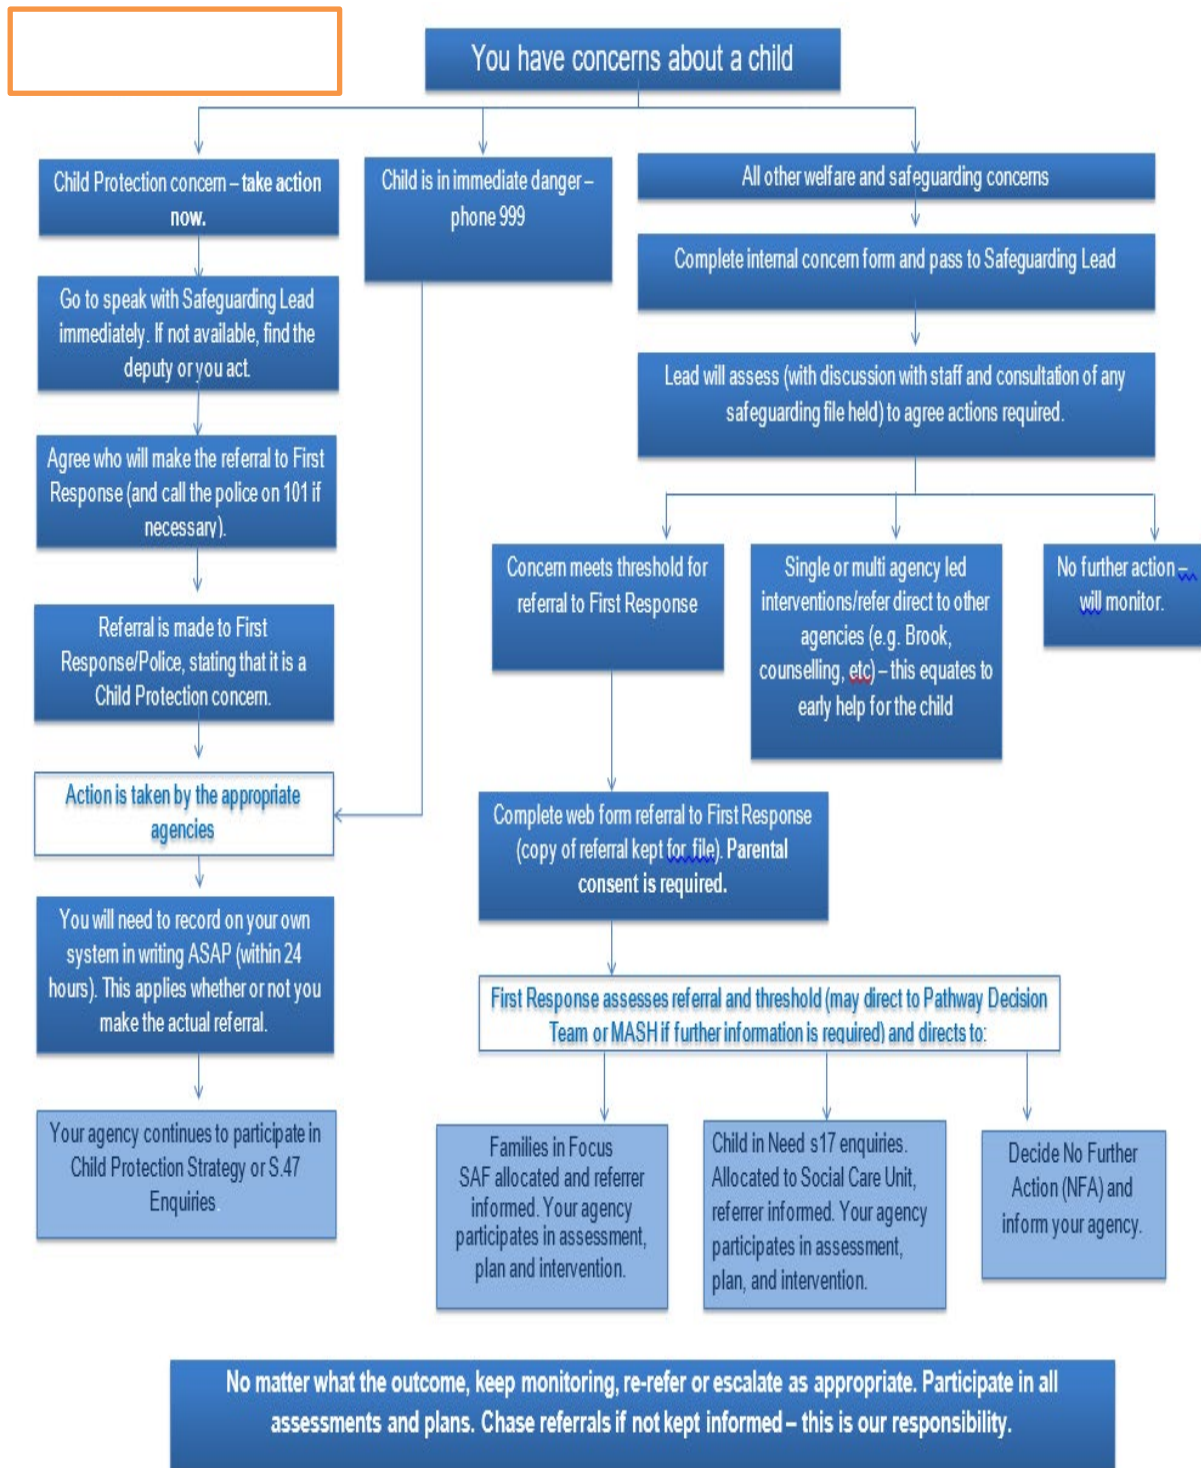 You have concerns about a child
Child Protection concern – take action
now.
Go to speak with Safeguarding Lead
immediately. If not available, find the
deputy or you act.
Agree who will make the referral to First
Response (and call the police on 101 if
necessary).
Referral is made to First
Response/Police, stating that it is a
Child Protection concern.
Action is taken by the appropriate
agencies
You will need to record on your own
system in writing ASAP (within 24
hours). This applies whether or not you
make the actual referral.
Your agency continues to participate in
Child Protection Strategy or S.47
Enquiries.
Child is in immediate danger –
phone 999
All other welfare and safeguarding concerns
Complete internal concern form and pass to Safeguarding Lead
Lead will assess (with discussion with staff and consultation of any
safeguarding file held) to agree actions required.
Concern meets threshold for
referral to First Response
Single or multi agency led
interventions/refer direct to other
agencies (e.g. Brook,
counselling, etc) – this equates to
early help for the child
No further action –
will monitor.
Complete web form referral to First Response
(copy of referral kept for file). Parental
consent is required.
First Response assesses referral and threshold (may direct to Pathway Decision
Team or MASH if further information is required) and directs to:
Families in Focus
SAF allocated and referrer
informed. Your agency
participates in assessment,
plan and intervention.
Child in Need s17 enquiries.
Allocated to Social Care Unit,
referrer informed. Your agency
participates in assessment,
plan, and intervention.
Decide No Further
Action (NFA) and
inform your agency.
No matter what the outcome, keep monitoring, re-refer or escalate as appropriate. Participate in all
assessments and plans. Chase referrals if not kept informed – this is our responsibility.